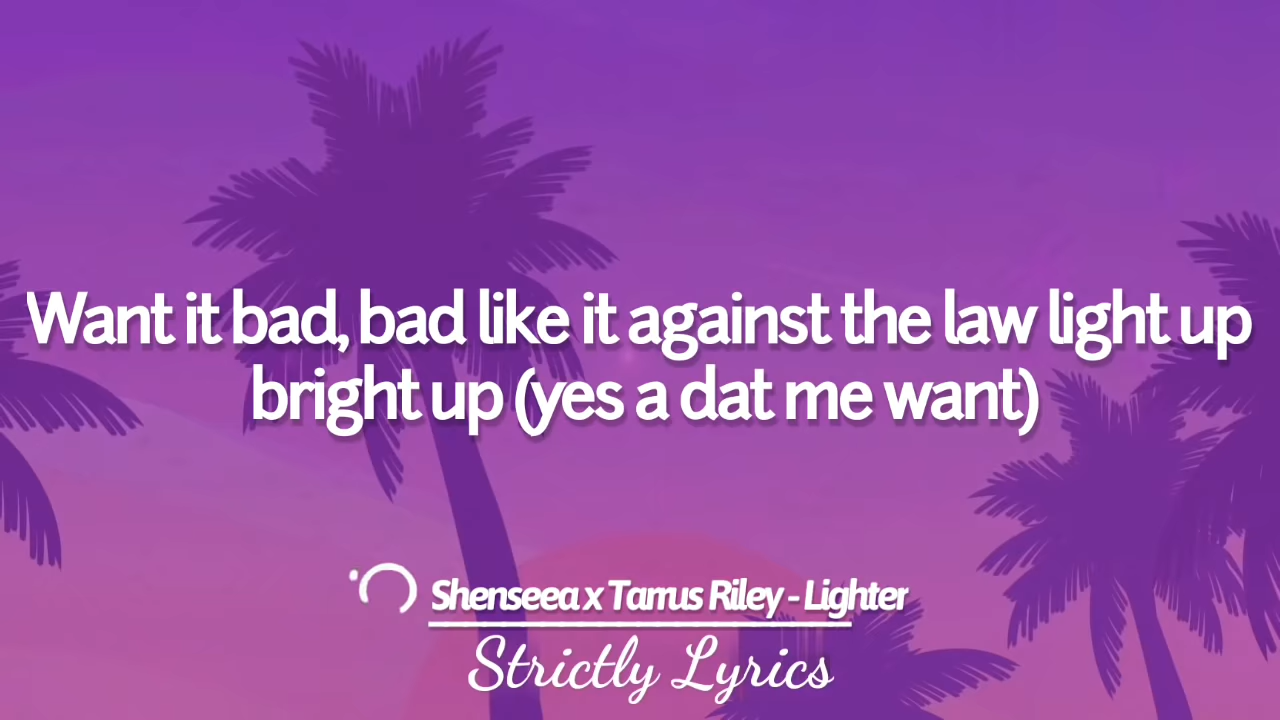 Want it bad, bad like it against the law light up
bright up (yes a dat me want)
Shenseea x Tarrus Riley - Lighter
Strictly Lyrics